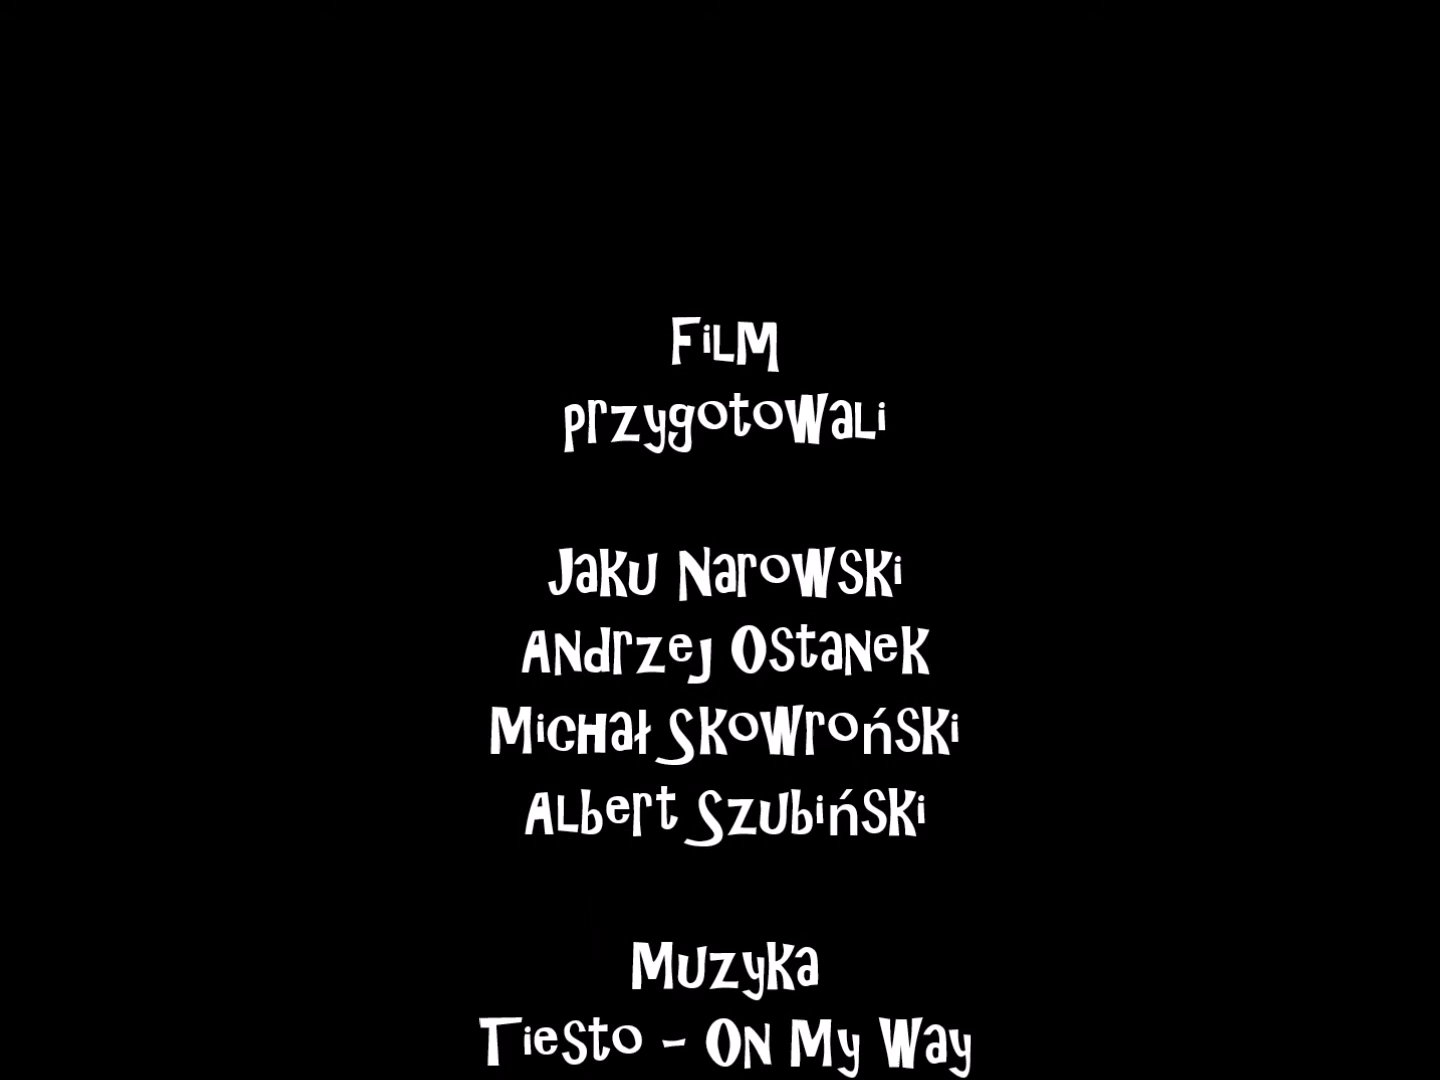 Film
przygotowali
Jaku Narowski
Andrzej Ostanek
Michał Skowroński
Albert Szubiński
Muzyka
Tiesto - On My Way